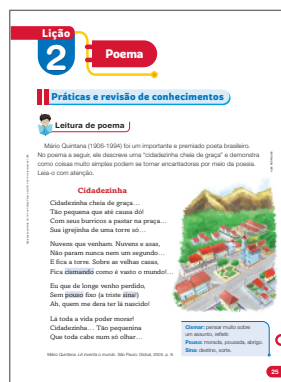 Lição
2
Poema
Práticas e revisão de conhecimentos
Leitura de poema
Mário Quintana (1906-1994) foi um importante e premiado poeta brasileiro.
No poema a seguir, ele descreve uma "cidadezinha cheia de graça" e demonstra
como coisas muito simples podem se tornar encantadoras por meio da poesia.
Leia-o com atenção.
Cidadezinha
Cidadezinha cheia de graça...
Tão pequena que até causa dó!
Com seus burricos a pastar na praça...
Sua igrejinha de uma torre só...
Nuvens que venham. Nuvens e asas,
Não param nunca nem um segundo...
E fica a torre. Sobre as velhas casas,
Fica cismando como é vasto o mundo!...
Eu que de longe venho perdido,
Sem pouso fixo (a triste sina!)
Ah, quem me dera ter lá nascido!
Lá toda a vida poder morar!
Cidadezinha... Tão pequenina
Que toda cabe num só olhar...
Mário Quintana. Lili inventa o mundo. São Paulo: Global, 2005, p. 9.
Cismar: pensar muito sobre
um assunto, refletir.
Pouso: morada, pousada, abrigo.
Sina: destino, sorte.
25